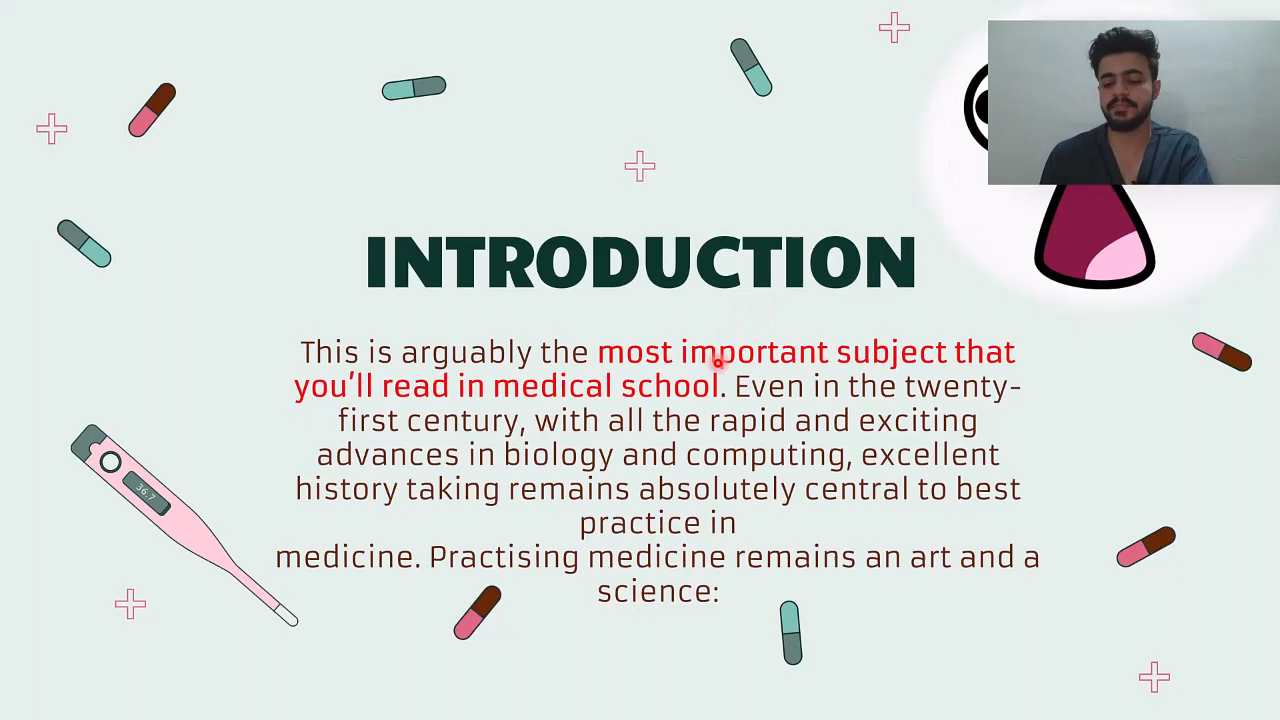 INTRODUCTION
This is arguably the most important subject that
you’ll read in medical school. Even in the twenty-
first century, with all the rapid and exciting
advances in biology and computing, excellent
history taking remains absolutely central to best
practice in
medicine. Practising medicine remains an art and a
science:
36.7